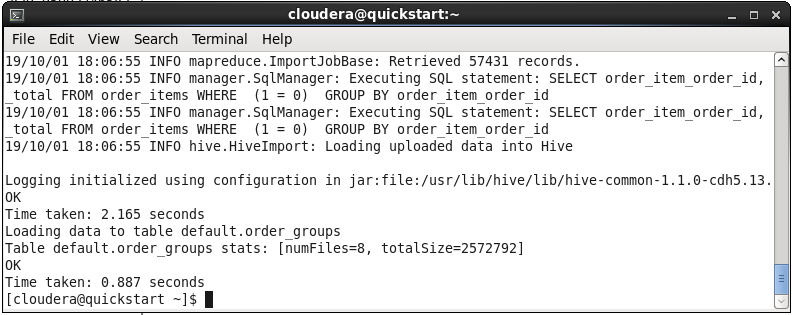 cloudera@quickstart:~
File Edit View Search Terminal Help
19/10/01 18:06:55 INFO mapreduce.ImportJobBase: Retrieved 57431 records.
19/10/01 18:06:55 INFO manager.SqlManager: Executing SQL statement: SELECT order_item_order_id,
_total FROM order_items WHERE  (1 = 0)  GROUP BY order_item_order_id
19/10/01 18:06:55 INFO manager.SqlManager: Executing SQL statement: SELECT order_item_order_id,
_total FROM order_items WHERE  (1 = 0)  GROUP BY order_item_order_id
19/10/01 18:06:55 INFO hive.HiveImport: Loading uploaded data into Hive
Logging initialized using configuration in jar:file:/usr/lib/hive/lib/hive-common-1.1.0-cdh5.13.
OK
Time taken: 2.165 seconds
Loading data to table default.order_groups
Table default.order_groups stats: [numFiles=8, totalSize=2572792]
OK
Time taken: 0.887 seconds
[cloudera@quickstart ~]$